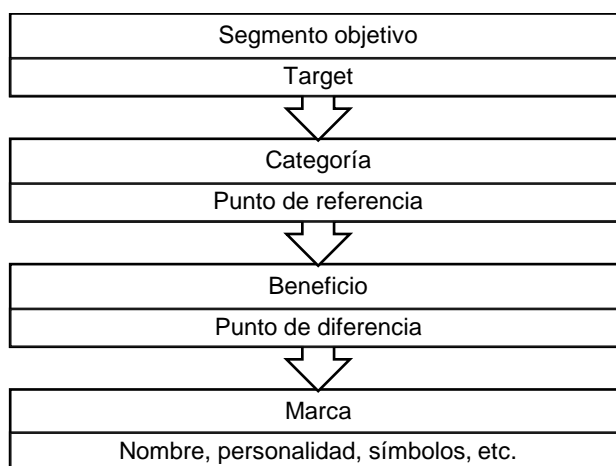 Segmento objetivo
Target
Categoría
Punto de referencia
Beneficio
Punto de diferencia
Marca
Nombre, personalidad, símbolos, etc.